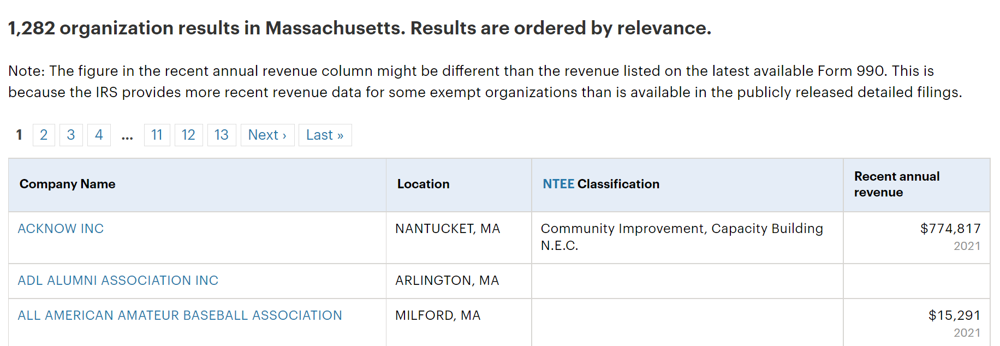 1,282 organization results in Massachusetts. Results are ordered by relevance.
Note: The figure in the recent annual revenue column might be different than the revenue listed on the latest available Form 990. This is
because the IRS provides more recent revenue data for some exempt organizations than is available in the publicly released detailed filings.
1 2 3 4 ... 11 12 13 Next › Last »
Company Name Location NTEE Classification Recent annual
revenue
ACKNOW INC NANTUCKET, MA Community Improvement, Capacity Building $774,817
N.E.C. 2021
ADL ALUMNI ASSOCIATION INC ARLINGTON, MA
ALL AMERICAN AMATEUR BASEBALL ASSOCIATION MILFORD, MA $15,291
2021